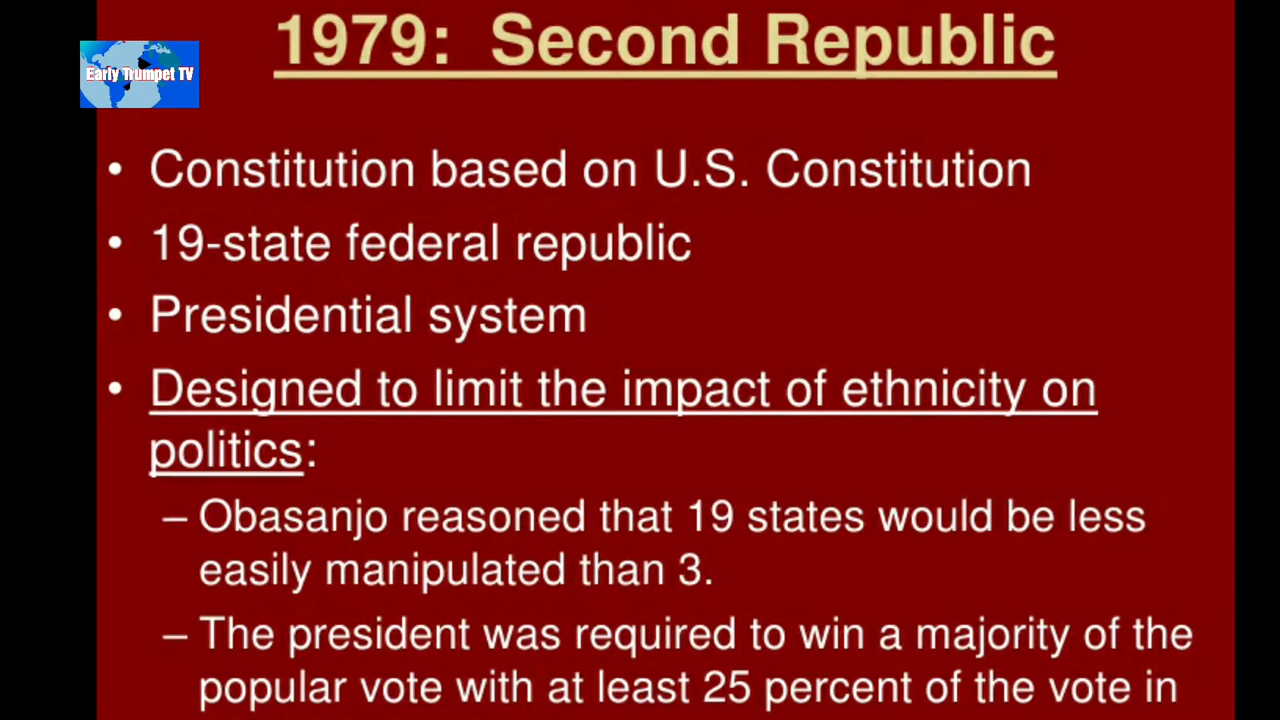 1979: Second Republic
Early Trumpet TV
• Constitution based on U.S. Constitution
• 19-state federal republic
• Presidential system
• Designed to limit the impact of ethnicity on
politics:
– Obasanjo reasoned that 19 states would be less
easily manipulated than 3.
– The president was required to win a majority of the
popular vote with at least 25 percent of the vote in